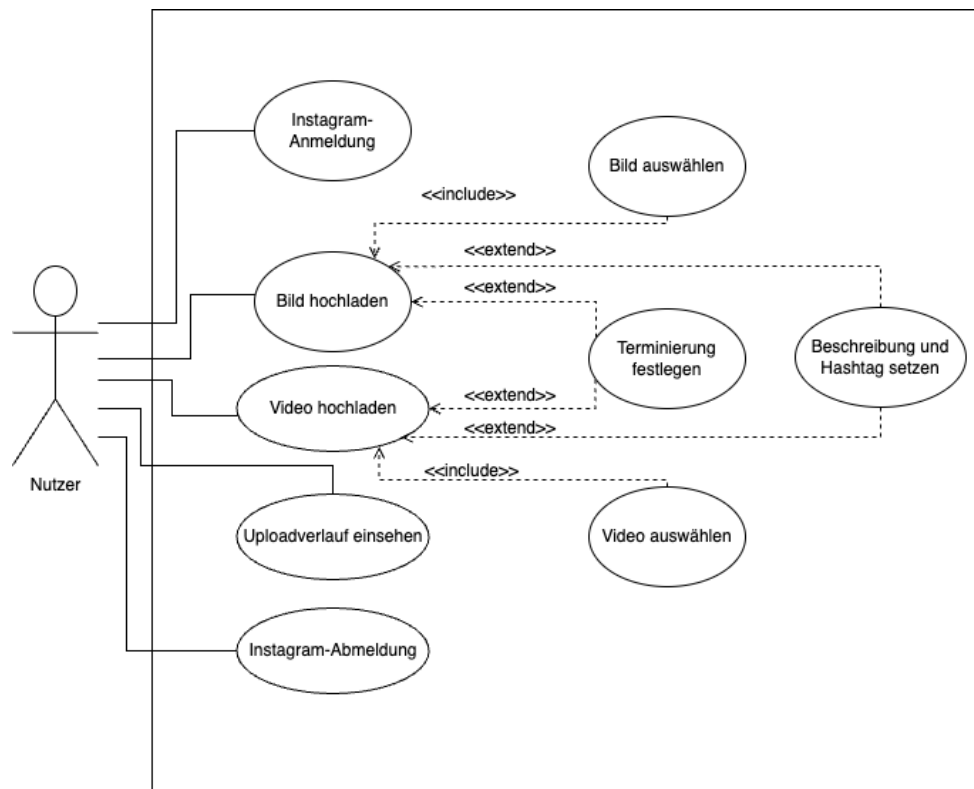 Instagram-
Anmeldung
Bild auswählen
<<include>>
<<extend>>
Bild hochladen
<<extend>>
Terminierung
festlegen
Beschreibung und
Hashtag setzen
Video hochladen
<<extend>>
<<extend>>
<<include>>
Nutzer
Uploadverlauf einsehen
Video auswählen
Instagram-Abmeldung